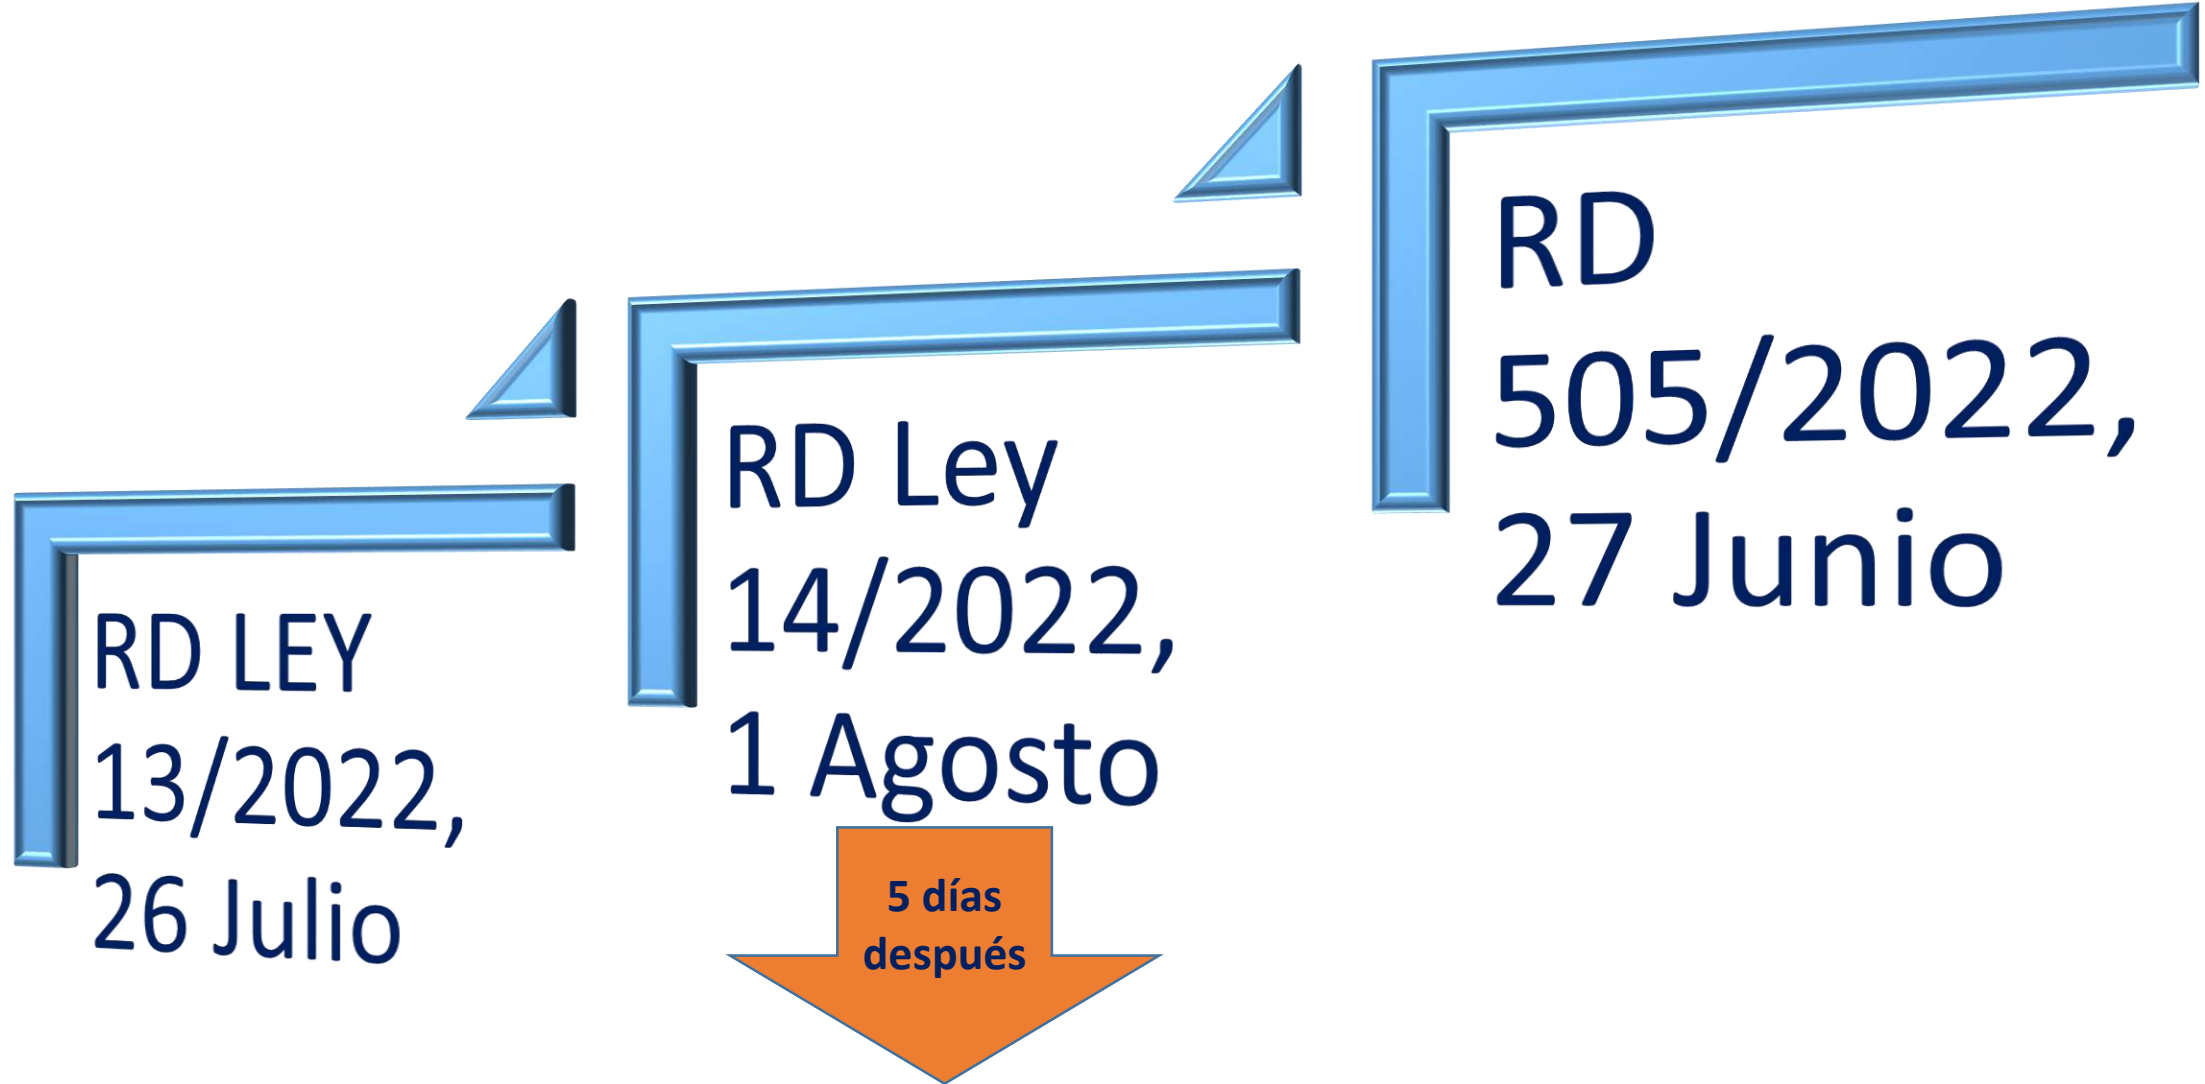 RD LEY
13/2022,
26 Julio
RD Ley
14/2022,
1 Agosto
5 días
después
RD
505/2022,
27 Junio